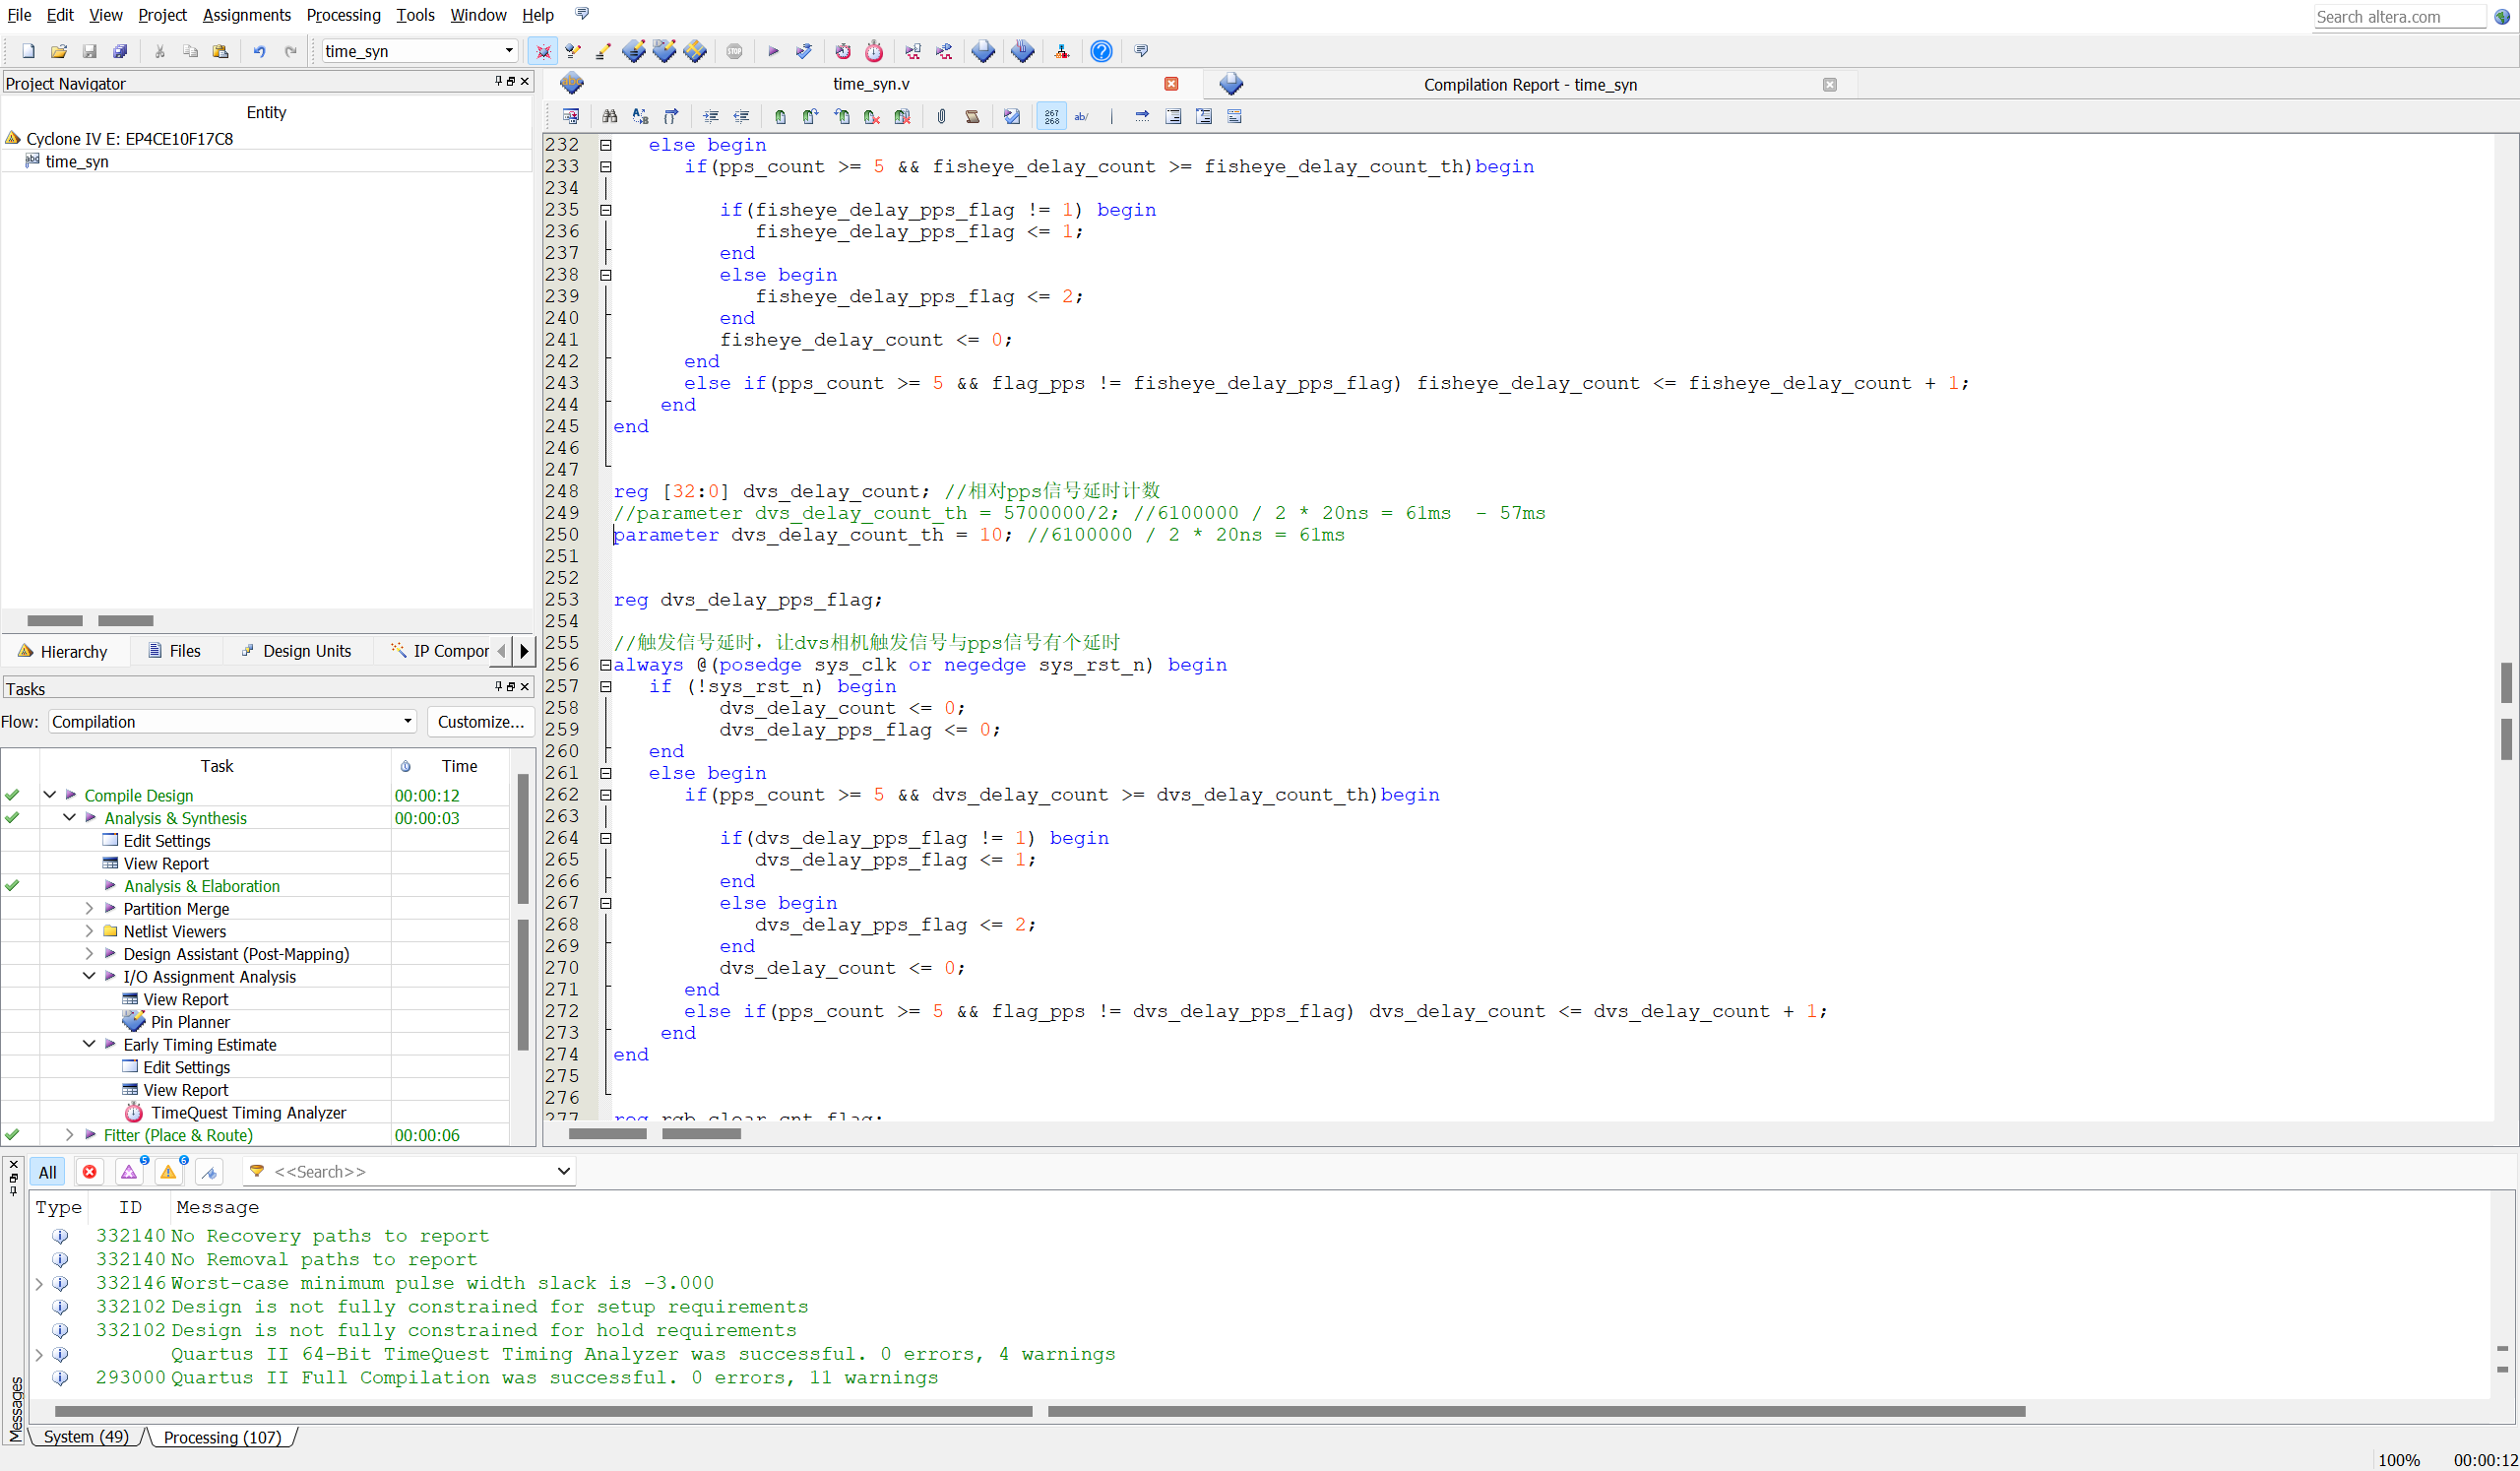 File Edit View Project Assignments Processing Tools Window Help
Search altera.com
time_syn
Project Navigator
Entity
Cyclone IV E: EP4CE10F17C8
time_syn
Hierarchy Files Design Units IP Compor
Tasks
Flow: Compilation Customize...
Task Time
Compile Design 00:00:12
Analysis & Synthesis 00:00:03
Edit Settings
View Report
Analysis & Elaboration
Partition Merge
Netlist Viewers
Design Assistant (Post-Mapping)
I/O Assignment Analysis
View Report
Pin Planner
Early Timing Estimate
Edit Settings
View Report
TimeQuest Timing Analyzer
Fitter (Place & Route) 00:00:06
time_syn.v
Compilation Report - time_syn
267 268 ab/
232 else begin
233 if(pps_count >= 5 && fisheye_delay_count >= fisheye_delay_count_th)begin
234
235 if(fisheye_delay_pps_flag != 1) begin
236 fisheye_delay_pps_flag <= 1;
237 end
238 else begin
239 fisheye_delay_pps_flag <= 2;
240 end
241 fisheye_delay_count <= 0;
242 end
243 else if(pps_count >= 5 && flag_pps != fisheye_delay_pps_flag) fisheye_delay_count <= fisheye_delay_count + 1;
244 end
245 end
246
247
248 reg [32:0] dvs_delay_count; //相对pps信号延时计数
249 //parameter dvs_delay_count_th = 5700000/2; //6100000 / 2 * 20ns = 61ms - 57ms
250 parameter dvs_delay_count_th = 10; //6100000 / 2 * 20ns = 61ms
251
252
253 reg dvs_delay_pps_flag;
254
255 //触发信号延时，让dvs相机触发信号与pps信号有个延时
256 always @(posedge sys_clk or negedge sys_rst_n) begin
257 if (!sys_rst_n) begin
258 dvs_delay_count <= 0;
259 dvs_delay_pps_flag <= 0;
260 end
261 else begin
262 if(pps_count >= 5 && dvs_delay_count >= dvs_delay_count_th)begin
263
264 if(dvs_delay_pps_flag != 1) begin
265 dvs_delay_pps_flag <= 1;
266 end
267 else begin
268 dvs_delay_pps_flag <= 2;
269 end
270 dvs_delay_count <= 0;
271 end
272 else if(pps_count >= 5 && flag_pps != dvs_delay_pps_flag) dvs_delay_count <= dvs_delay_count + 1;
273 end
274 end
275
276
277 reg rgb_clear_cnt_flag;
All 5 6 <<Search>>
Type ID Message
332140 No Recovery paths to report
332140 No Removal paths to report
332146 Worst-case minimum pulse width slack is -3.000
332102 Design is not fully constrained for setup requirements
332102 Design is not fully constrained for hold requirements
Quartus II 64-Bit TimeQuest Timing Analyzer was successful. 0 errors, 4 warnings
293000 Quartus II Full Compilation was successful. 0 errors, 11 warnings
Messages
System (49) Processing (107)
100% 00:00:12